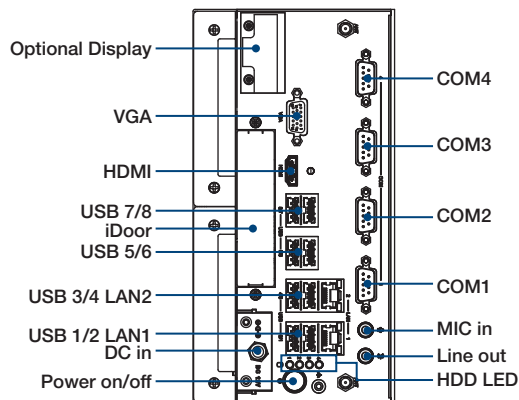 Optional Display
VGA
HDMI
USB 7/8
iDoor
USB 5/6
USB 3/4 LAN2
USB 1/2 LAN1
DC in
Power on/off
COM4
COM3
COM2
COM1
MIC in
Line out
HDD LED